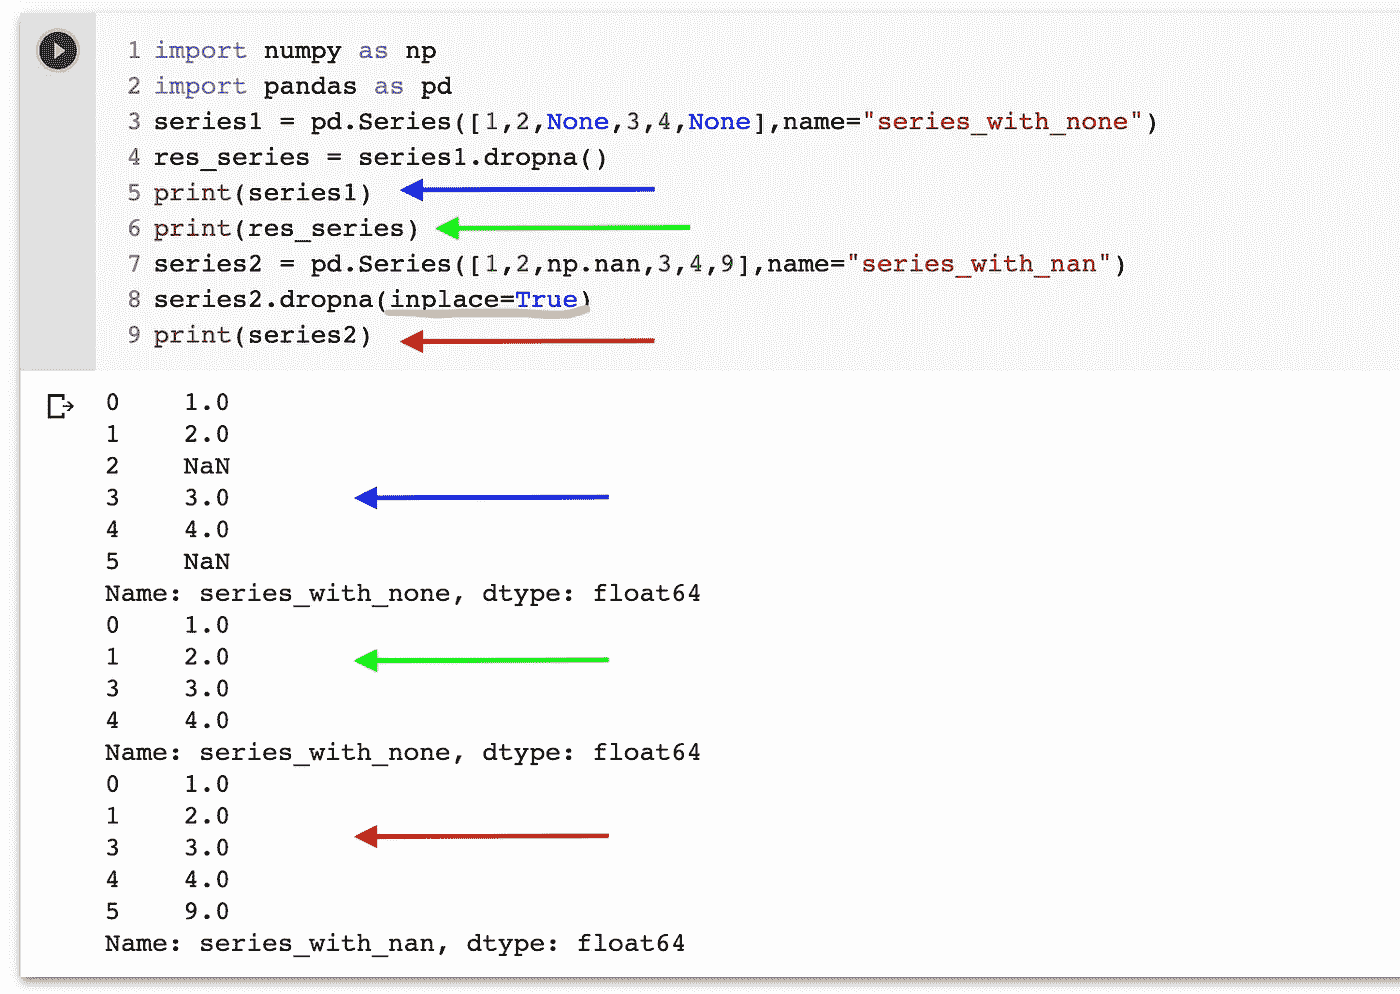 1 import numpy as np
2 import pandas as pd
3 series1 = pd.Series([1,2,None,3,4,None],name="series_with_none")
4 res_series = series1.dropna()
5 print(series1)
6 print(res_series)
7 series2 = pd.Series([1,2,np.nan,3,4,9],name="series_with_nan")
8 series2.dropna(inplace=True)
9 print(series2)
0 1.0
1 2.0
2 NaN
3 3.0
4 4.0
5 NaN
Name: series_with_none, dtype: float64
0 1.0
1 2.0
3 3.0
4 4.0
Name: series_with_none, dtype: float64
0 1.0
1 2.0
3 3.0
4 4.0
5 9.0
Name: series_with_nan, dtype: float64